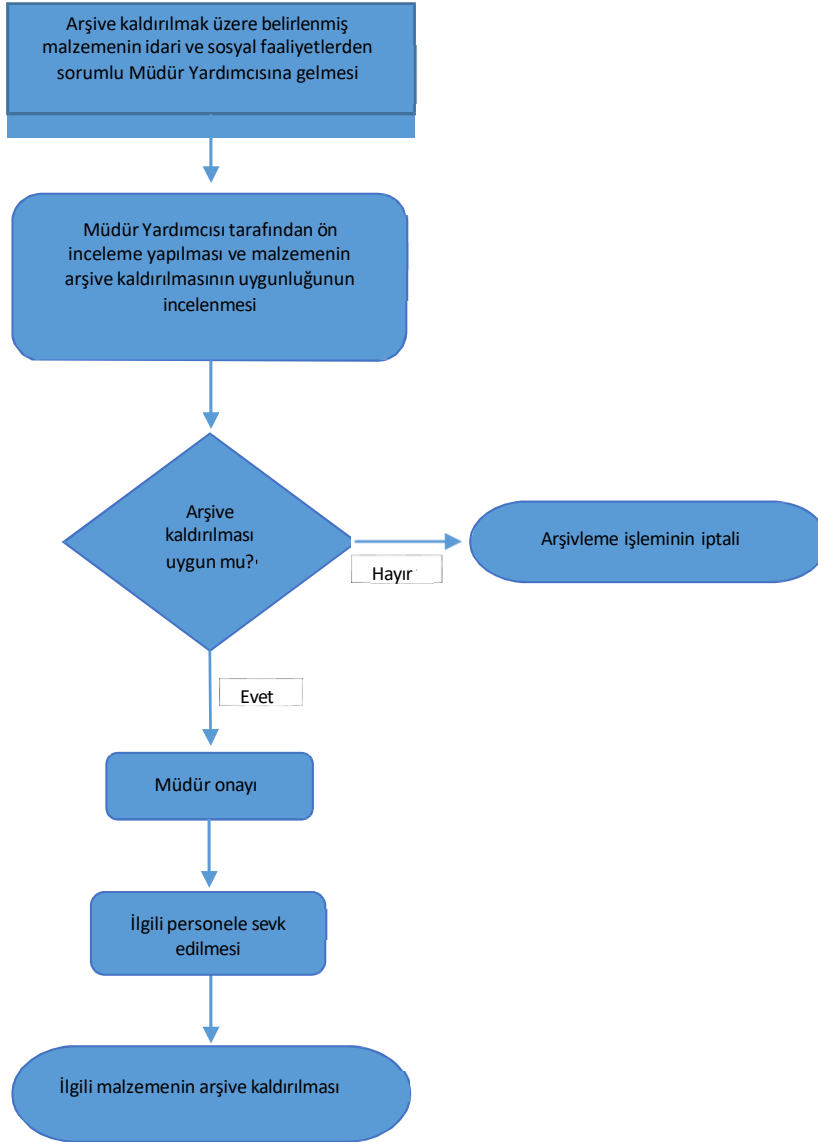 Arşive kaldırılmak üzere belirlenmiş
malzemenin idari ve sosyal faaliyetlerden
sorumlu Müdür Yardımcısına gelmesi
Müdür Yardımcısı tarafından ön
inceleme yapılması ve malzemenin
arşive kaldırılmasının uygunluğunun
incelenmesi
Arşive
kaldırılması
uygun mu?
Hayır
Arşivleme işleminin iptali
Evet
Müdür onayı
İlgili personele sevk
edilmesi
İlgili malzemenin arşive kaldırılması